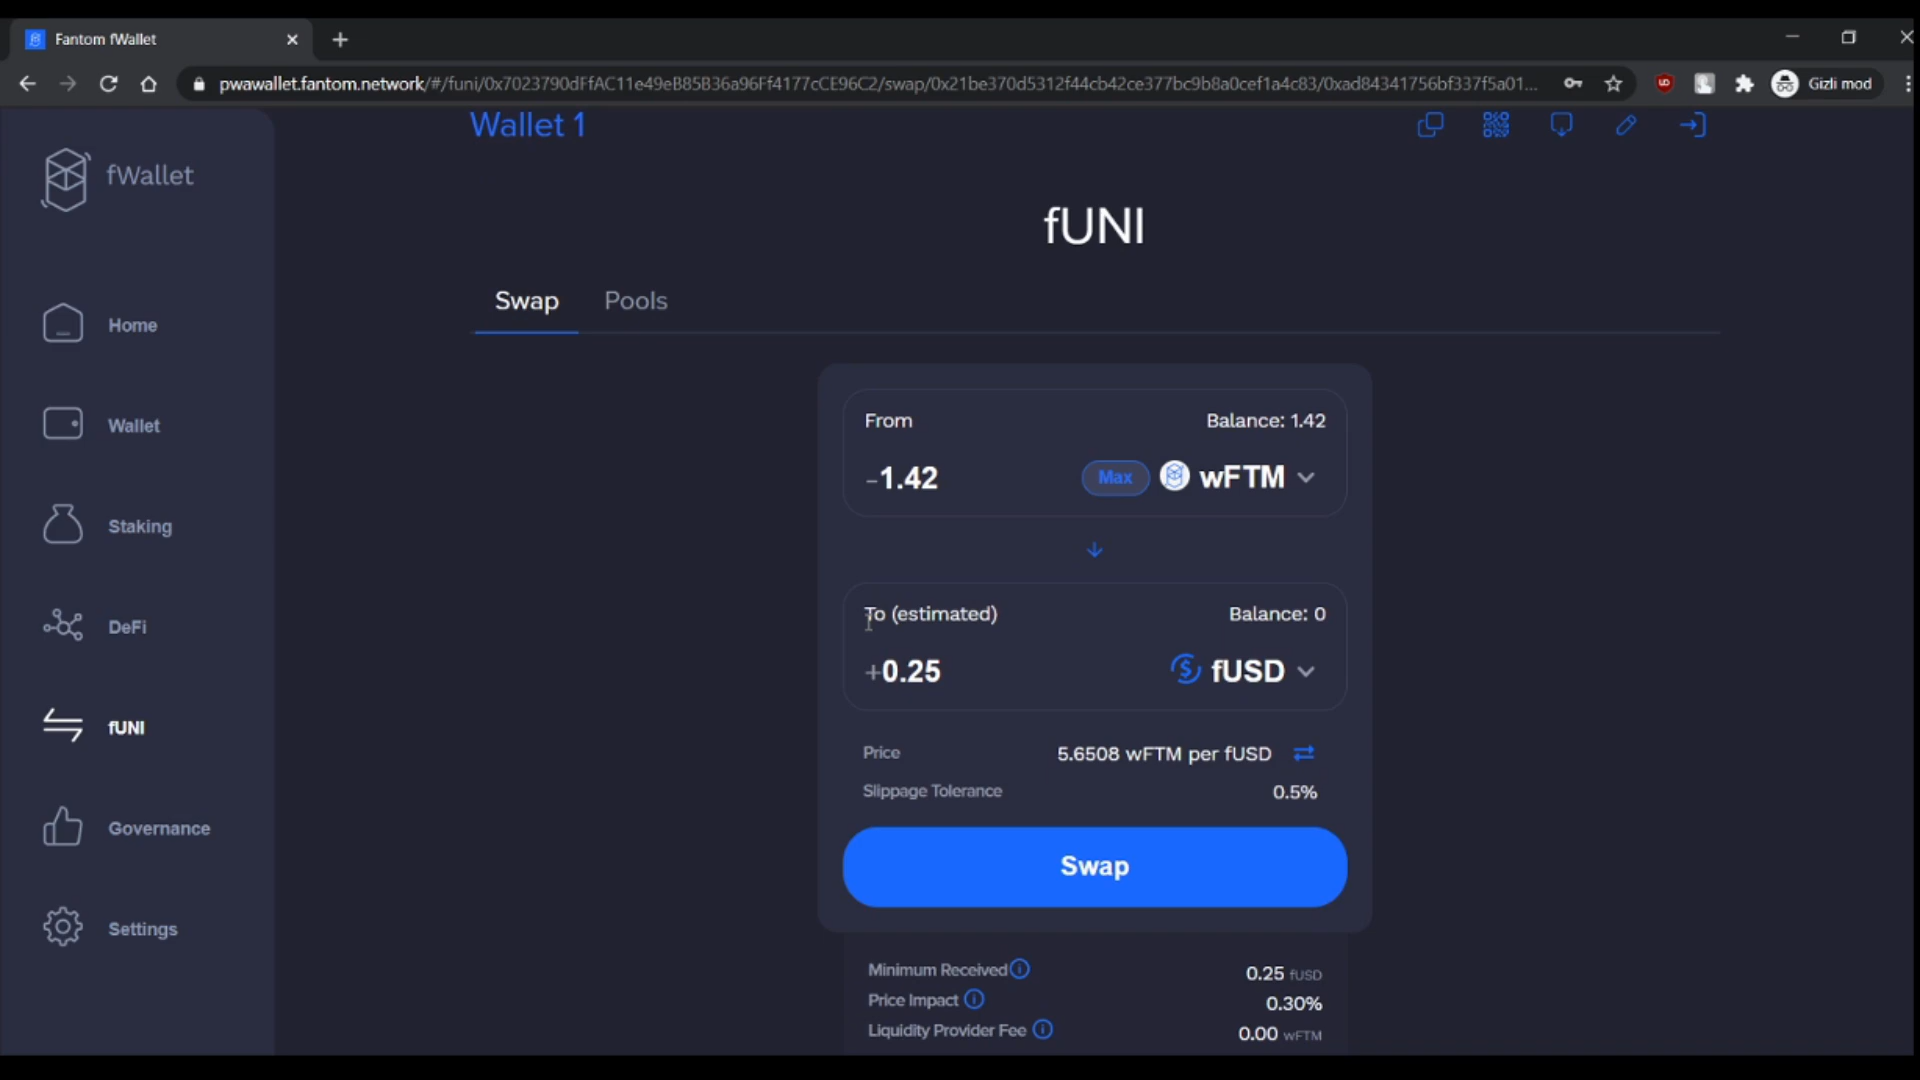 Fantom fWallet
pwawallet.fantom.network/#/funi/0x7023790dFfAC11e49eB85B36a96Ff4177cCE96C2/swap/0x21be370d5312f44cb42ce377bc9b8a0cef1a4c83/0xad84341756bf337f5a01...
Gizli mod
Wallet 1
fWallet
fUNI
Swap
Pools
Home
Wallet
Staking
DeFi
fUNI
Governance
Settings
From
Balance: 1.42
-1.42
Max
wFTM
To (estimated)
Balance: 0
+0.25
fUSD
Price
5.6508 wFTM per fUSD
Slippage Tolerance
0.5%
Swap
Minimum Received
0.25 fUSD
Price Impact
0.30%
Liquidity Provider Fee
0.00 wFTM